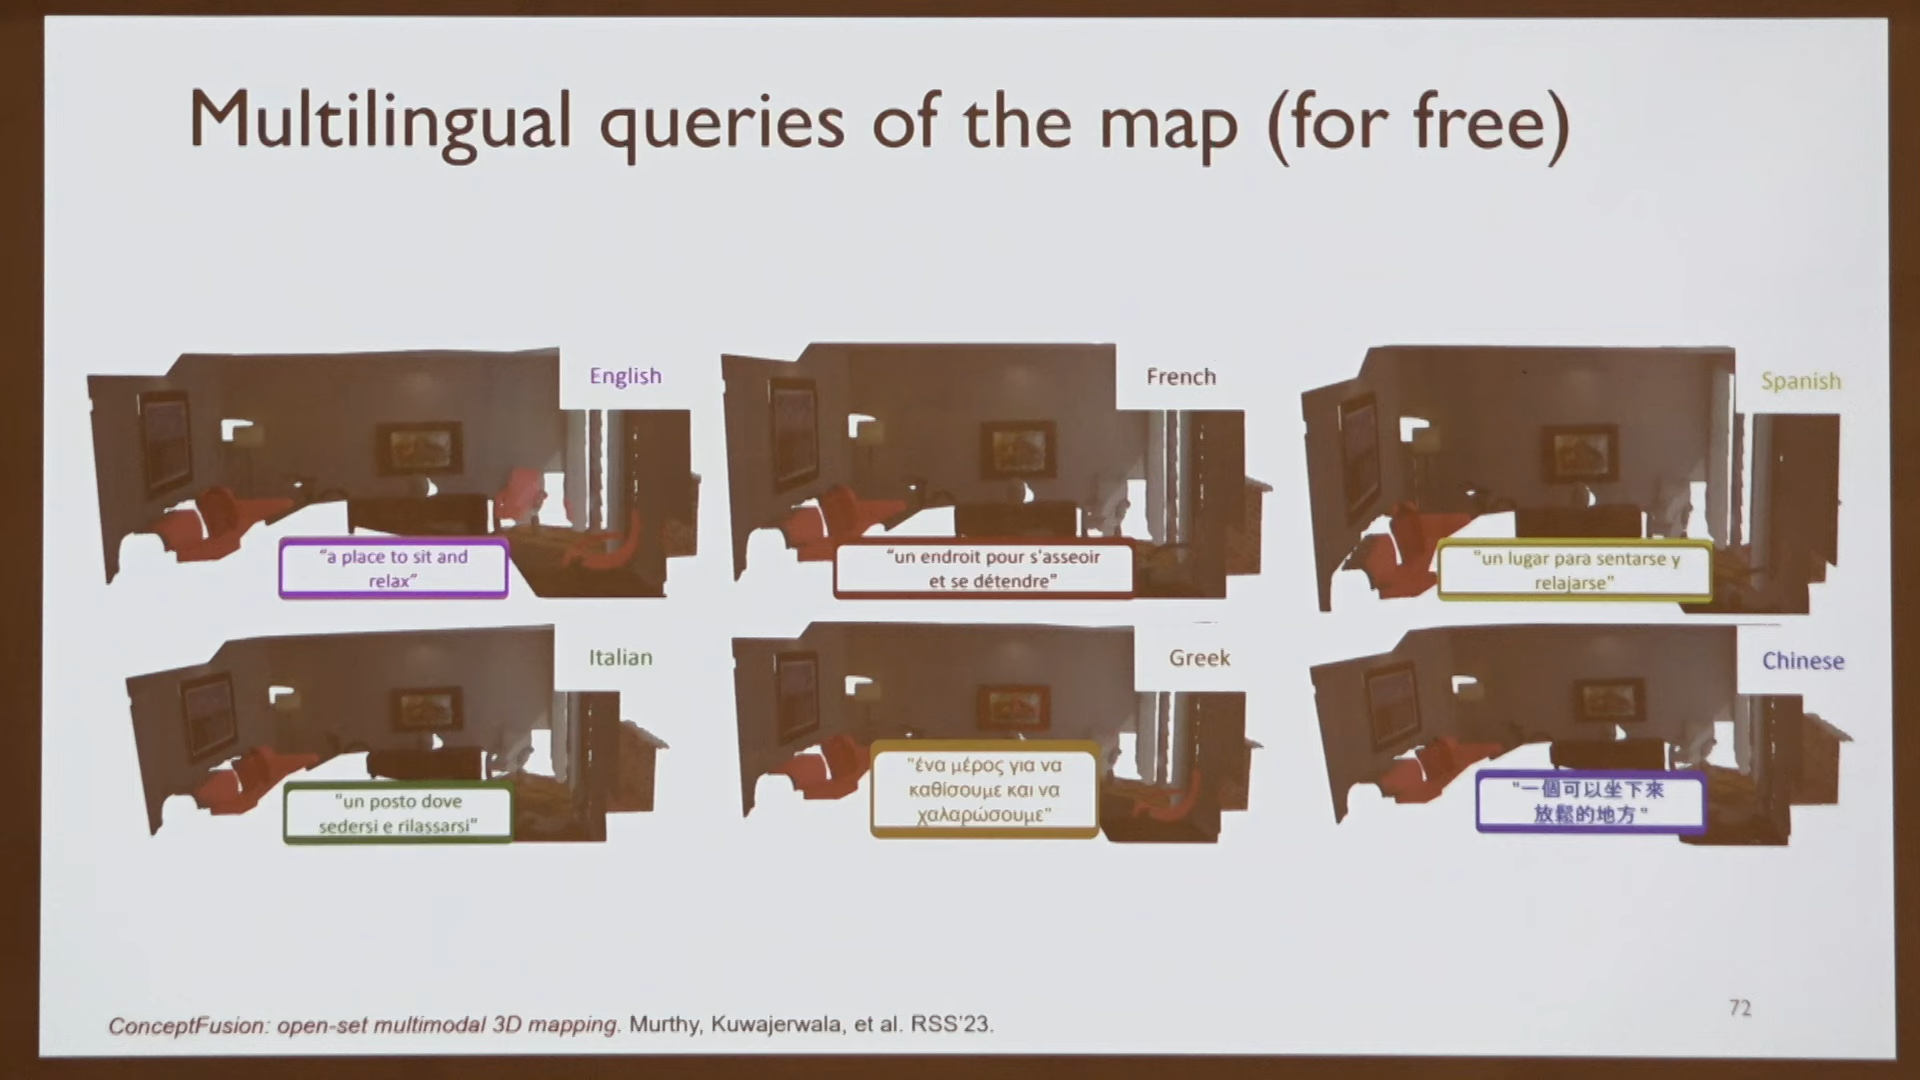 Multilingual queries of the map (for free)
English
"a place to sit and
relax"
French
"un endroit pour s'asseoir
et se détendre"
Spanish
"un lugar para sentarse y
relajarse"
Italian
"un posto dove
sedersi e rilassarsi"
Greek
"ένα μέρος για να
καθίσουμε και να
χαλαρώσουμε"
Chinese
"一個可以坐下來
放鬆的地方"
ConceptFusion: open-set multimodal 3D mapping. Murthy, Kuwajerwala, et al. RSS'23.
72